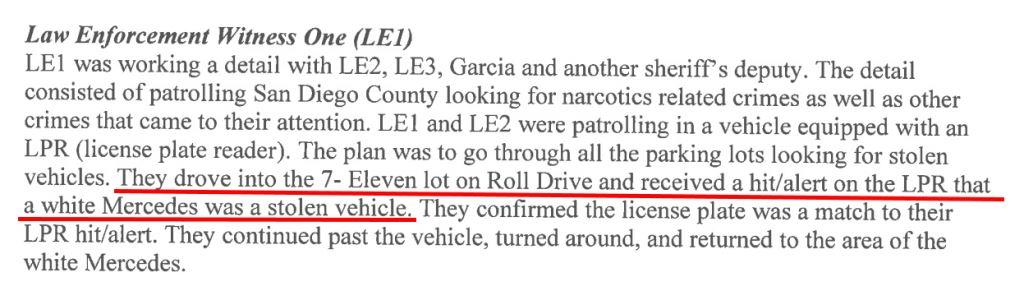 Law Enforcement Witness One (LE1)
LE1 was working a detail with LE2, LE3, Garcia and another sheriff's deputy. The detail
consisted of patrolling San Diego County looking for narcotics related crimes as well as other
crimes that came to their attention. LE1 and LE2 were patrolling in a vehicle equipped with an
LPR (license plate reader). The plan was to go through all the parking lots looking for stolen
vehicles. They drove into the 7- Eleven lot on Roll Drive and received a hit/alert on the LPR that
a white Mercedes was a stolen vehicle. They confirmed the license plate was a match to their
LPR hit/alert. They continued past the vehicle, turned around, and returned to the area of the
white Mercedes.